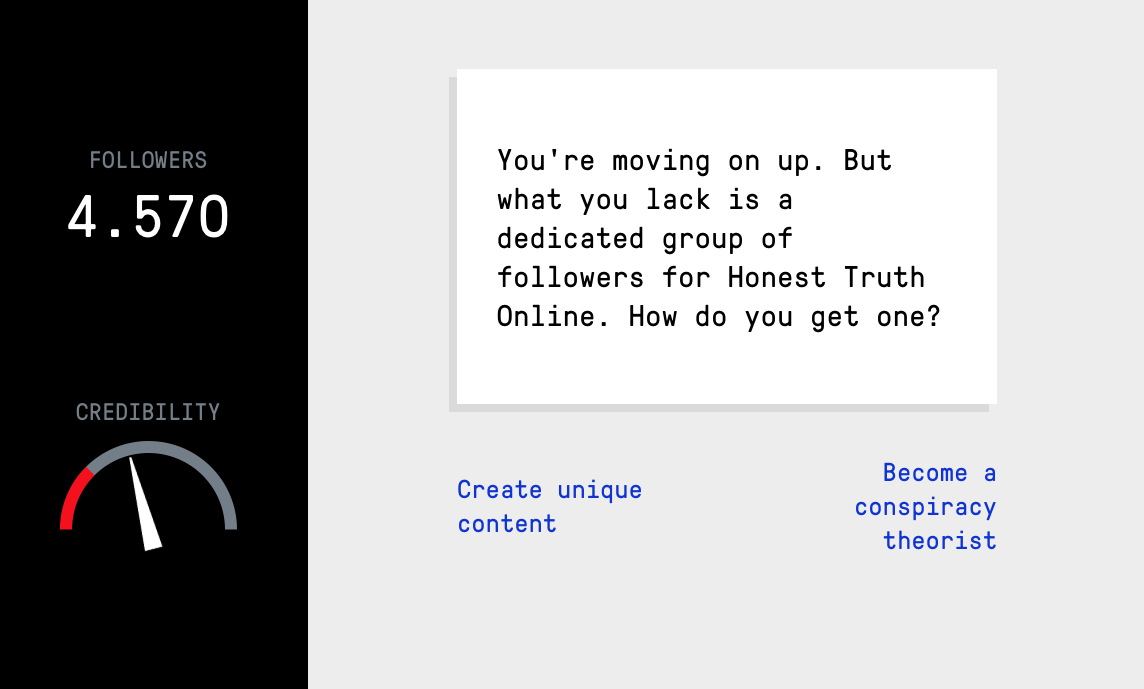 FOLLOWERS
4.570
CREDIBILITY
You're moving on up. But
what you lack is a
dedicated group of
followers for Honest Truth
Online. How do you get one?
Create unique
content
Become a
conspiracy
theorist